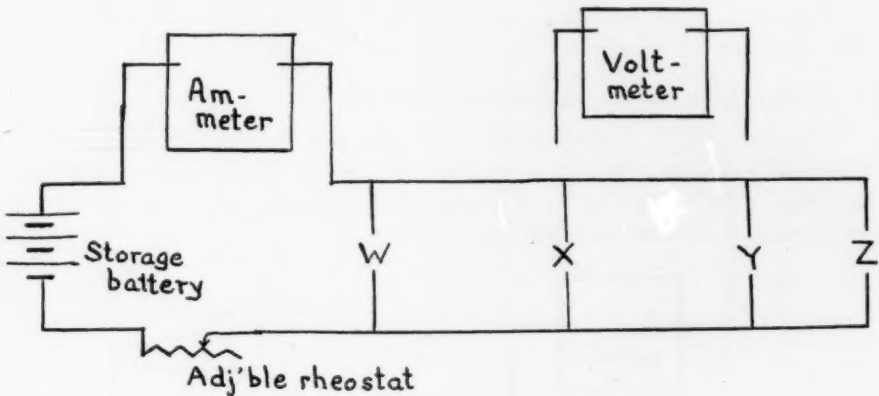 Am-
meter
Volt-
meter
Storage
battery
W
X
Y
Z
Adj'ble rheostat